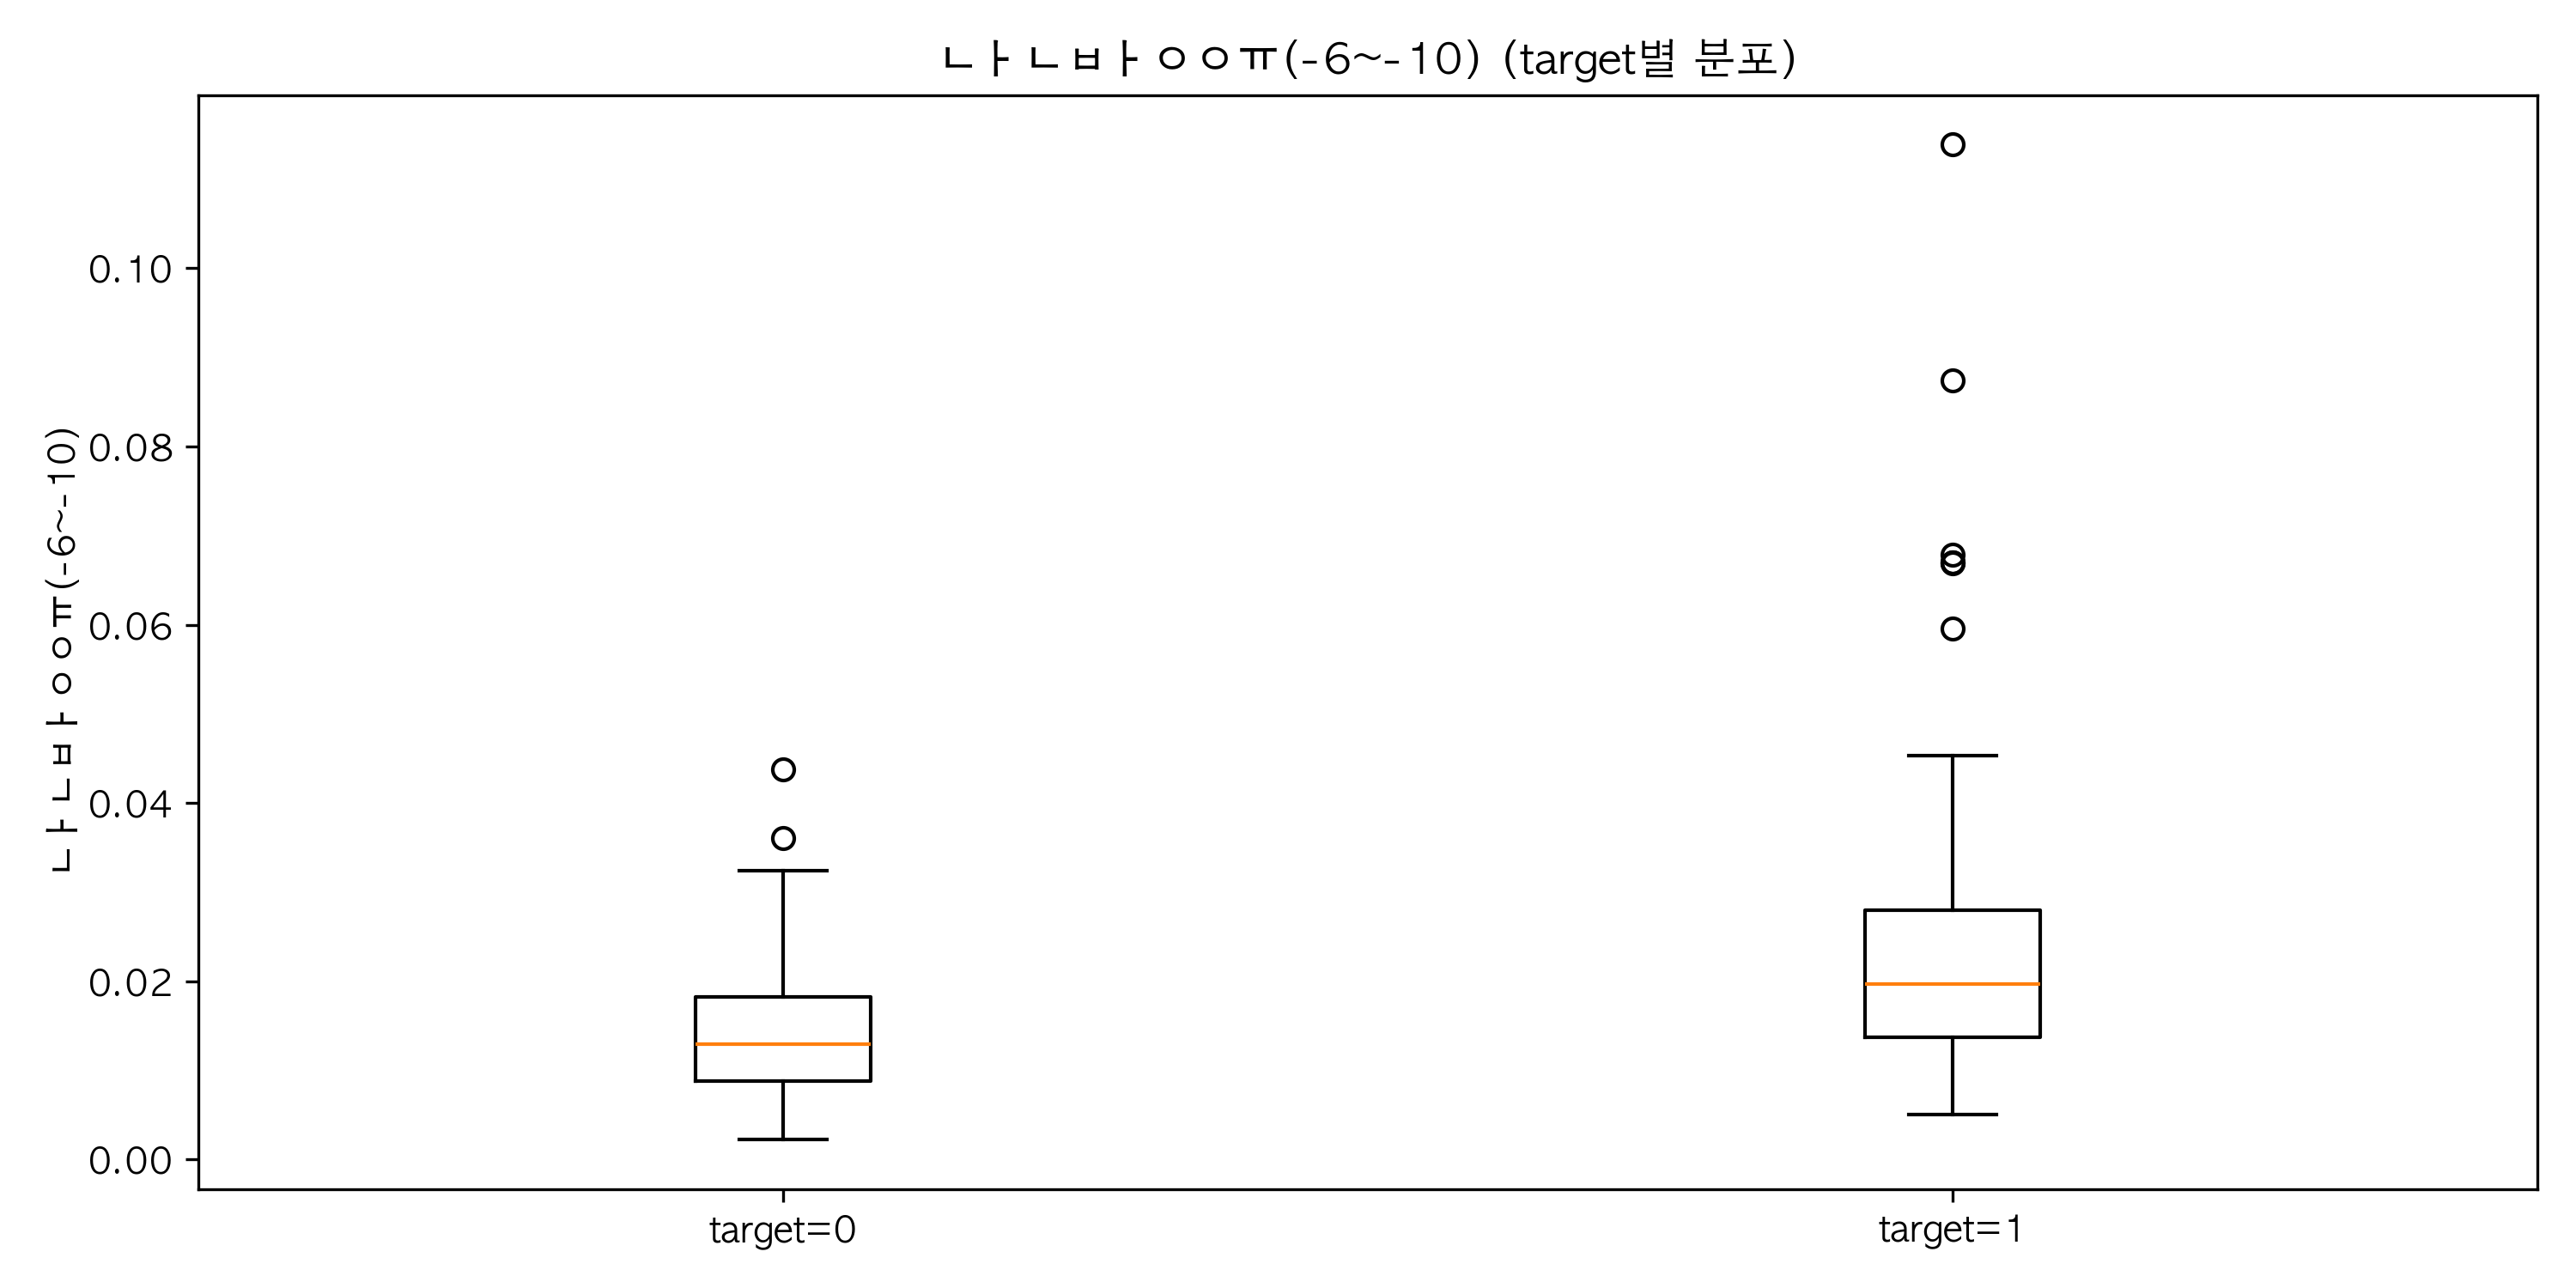 ㄴㅏㄴㅂㅏㅇㅇㅠ(-6~-10) (target별 분포)
ㄴㅏㄴㅂㅏㅇㅇㅠ(-6~-10)
0.10
0.08
0.06
0.04
0.02
0.00
target=0
target=1